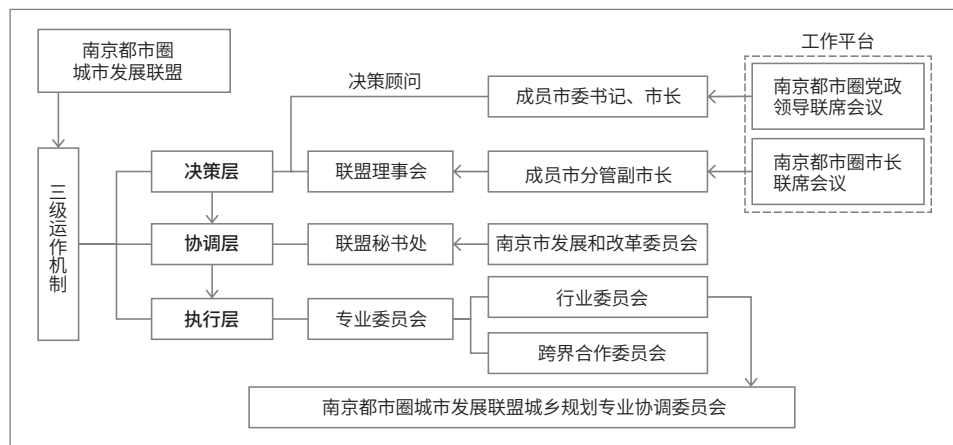 南京都市圈
城市发展联盟
工作平台
决策顾问
成员市委书记、市长
南京都市圈党政
领导联席会议
三级运作机制
决策层
联盟理事会
成员市分管副市长
南京都市圈市长
联席会议
协调层
联盟秘书处
南京市发展和改革委员会
执行层
专业委员会
行业委员会
跨界合作委员会
南京都市圈城市发展联盟城乡规划专业协调委员会